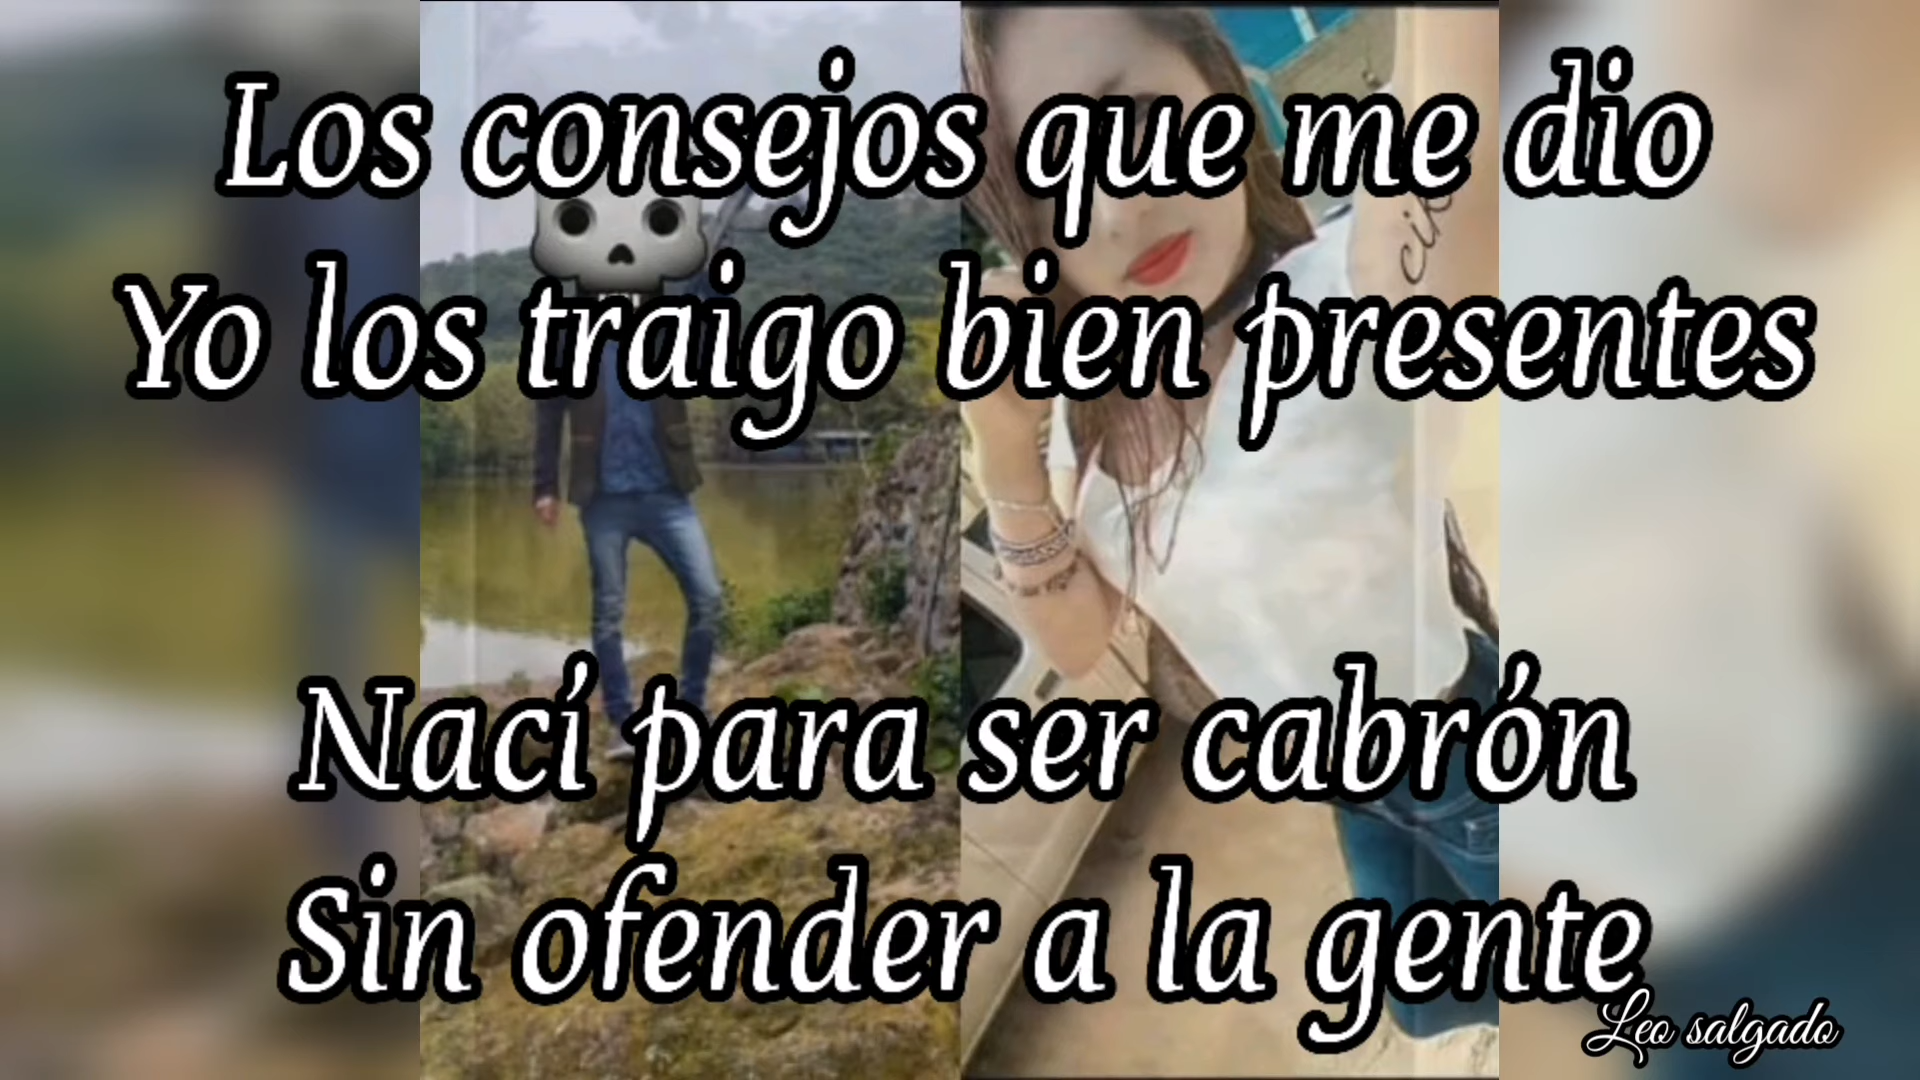 Los consejos que me dio
Yo los traigo bien presentes
Nací para ser cabrón
Sin ofender a la gente
Leo salgado